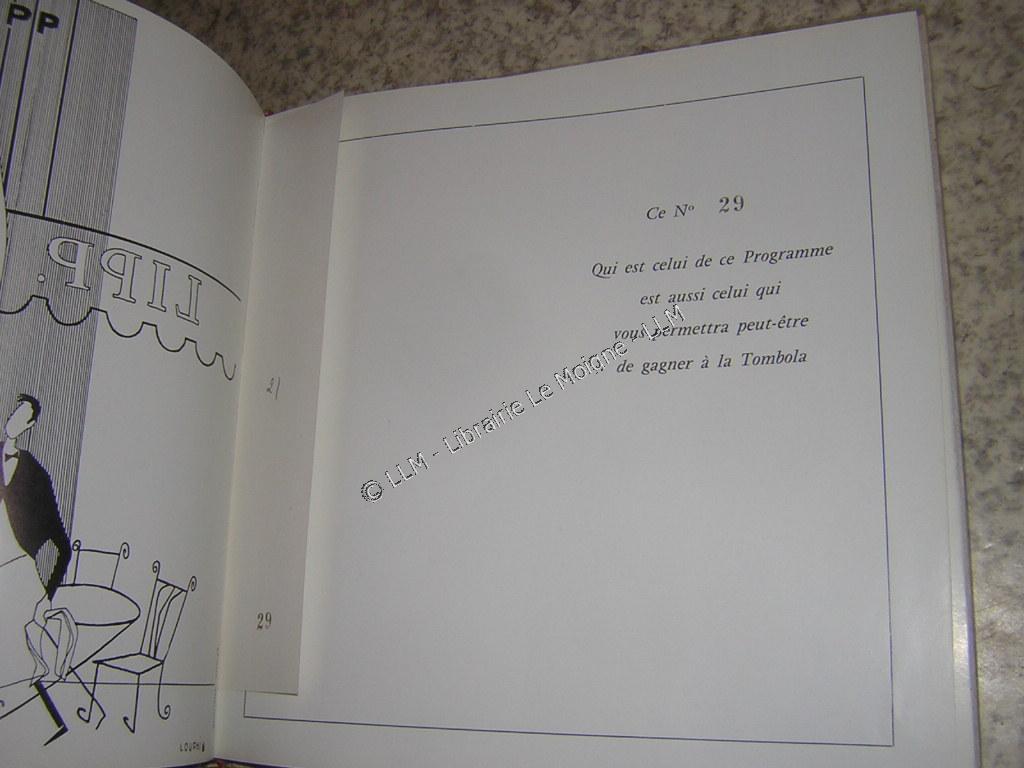 PP
LIPP.
21
29
Ce Nº 29
Qui est celui de ce Programme
est aussi celui qui
vous permettra peut-être
de gagner à la Tombola
© LLM - Librairie Le Moigne - LLM